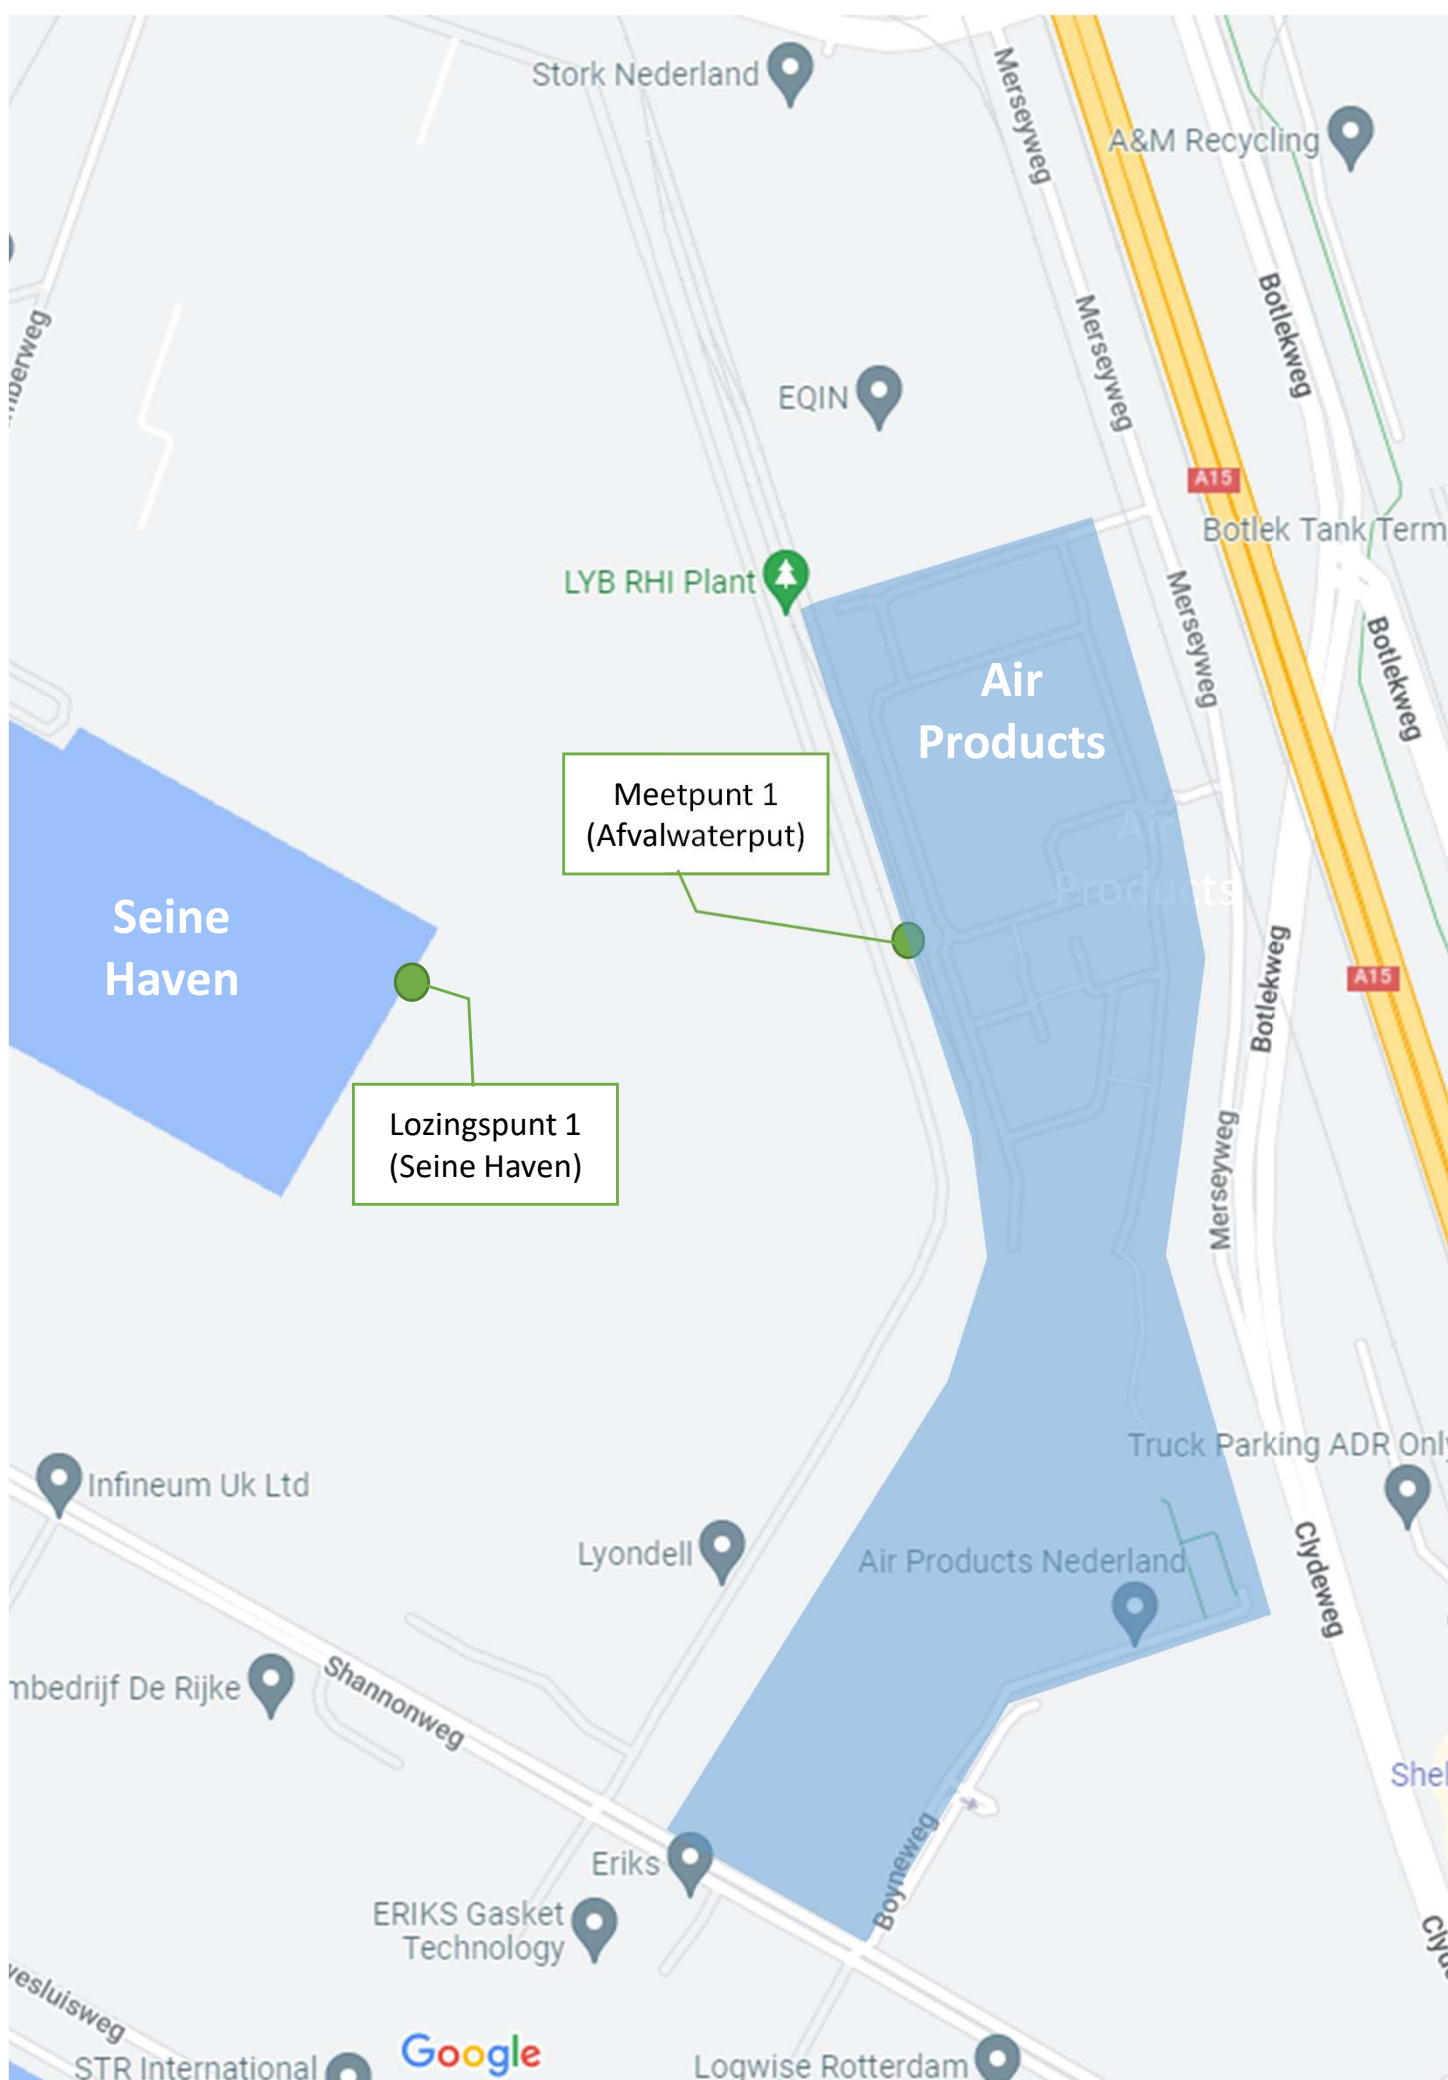 Stork Nederland
Merseyweg
A&M Recycling
Botlekweg
Merseyweg
EQIN
A15
Botlek Tank Term
LYB RHI Plant
Merseyweg
Botlekweg
Air
Products
Meetpunt 1
(Afvalwaterput)
Air
Products
Seine
Haven
Botlekweg
A15
Lozingspunt 1
(Seine Haven)
Merseyweg
Truck Parking ADR Only
Infineum Uk Ltd
Lyondell
Air Products Nederland
Clydeweg
mbedrijf De Rijke
Shannonweg
Shel
Boyneweg
Eriks
ERIKS Gasket
Technology
vesluisweg
Google
STR International
Logwise Rotterdam